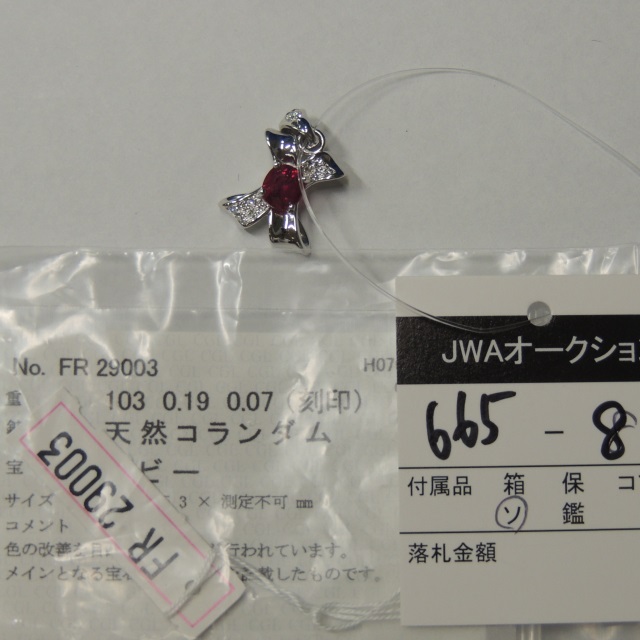 No. FR 29003 H07
重 103 0.19 0.07 (刻印)
天然コランダム
ビー
サイズ 3 × 測定不可 mm
コメント
色の改善 行われています。
メインとなる宝 に記載したものです。
FR 29003
JWAオークショ
665 - 8
付属品 箱 保 コ
ソ 鑑
落札金額